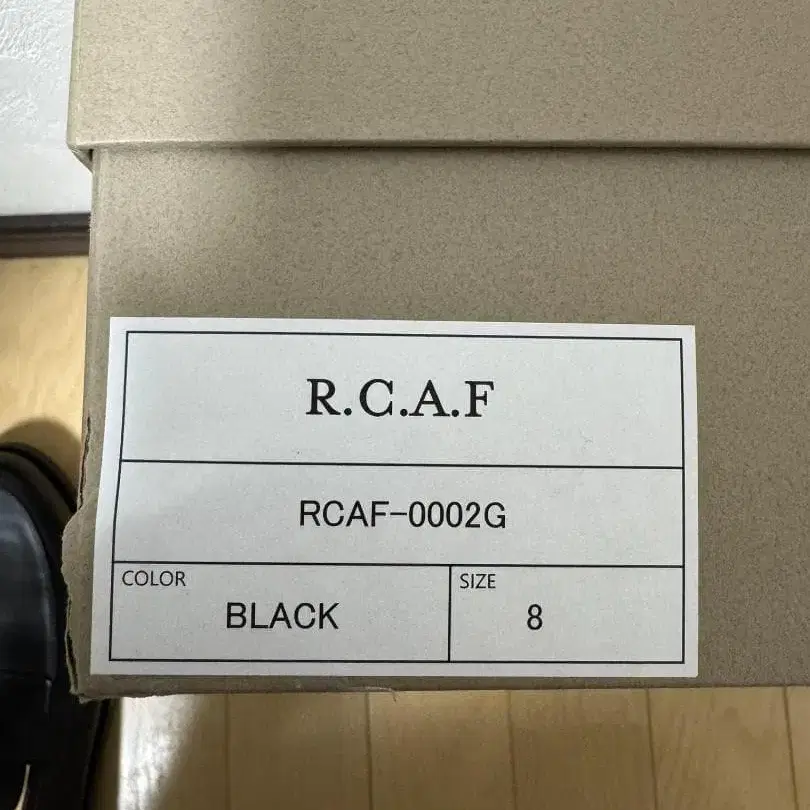 R.C.A.F
RCAF-0002G
COLOR
BLACK
SIZE
8